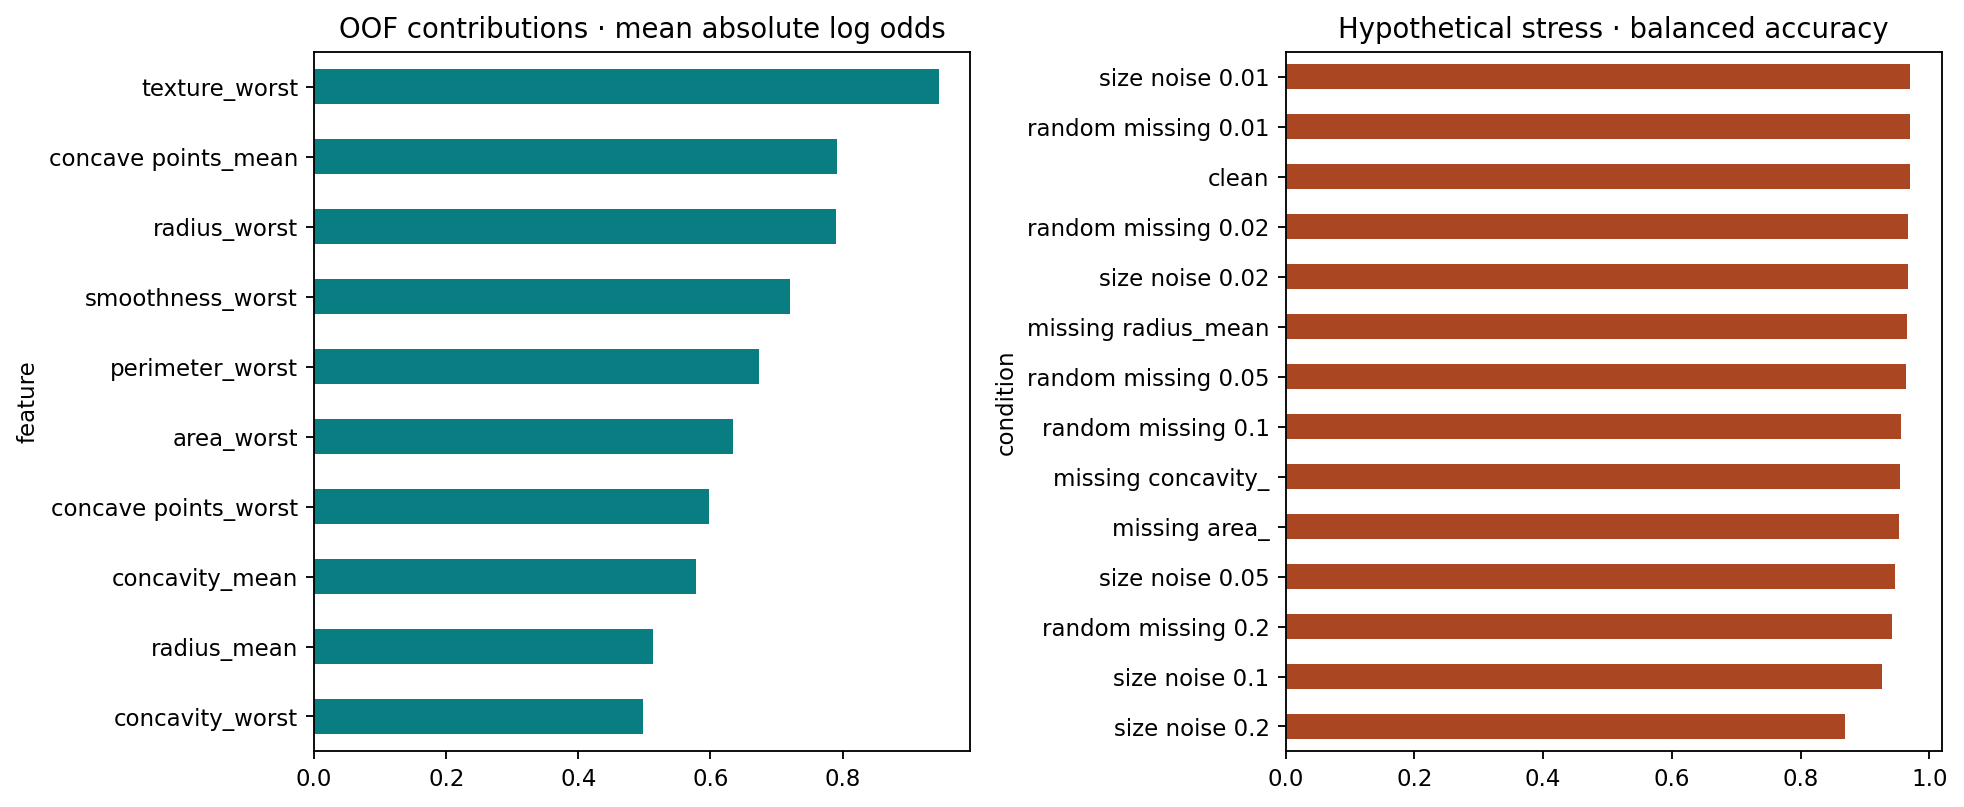 OOF contributions · mean absolute log odds
feature
texture_worst
concave points_mean
radius_worst
smoothness_worst
perimeter_worst
area_worst
concave points_worst
concavity_mean
radius_mean
concavity_worst
0.0 0.2 0.4 0.6 0.8
Hypothetical stress · balanced accuracy
condition
size noise 0.01
random missing 0.01
clean
random missing 0.02
size noise 0.02
missing radius_mean
random missing 0.05
random missing 0.1
missing concavity_
missing area_
size noise 0.05
random missing 0.2
size noise 0.1
size noise 0.2
0.0 0.2 0.4 0.6 0.8 1.0